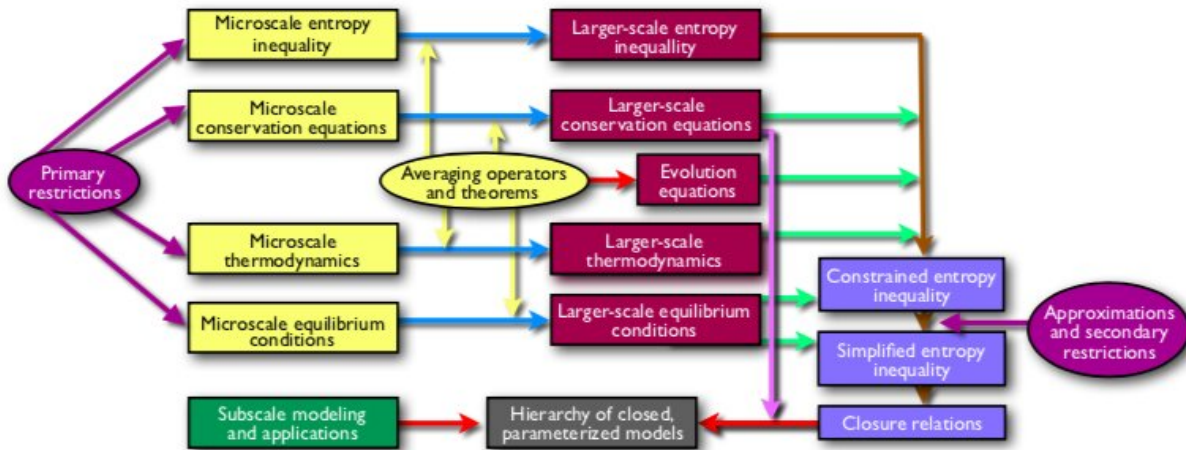 Microscale entropy
inequality
Larger-scale entropy
inequallity
Microscale
conservation equations
Larger-scale
conservation equations
Primary
restrictions
Averaging operators
and theorems
Evolution
equations
Microscale
thermodynamics
Larger-scale
thermodynamics
Constrained entropy
inequality
Microscale equilibrium
conditions
Larger-scale equilibrium
conditions
Approximations
and secondary
restrictions
Simplified entropy
inequality
Subscale modeling
and applications
Hierarchy of closed,
parameterized models
Closure relations